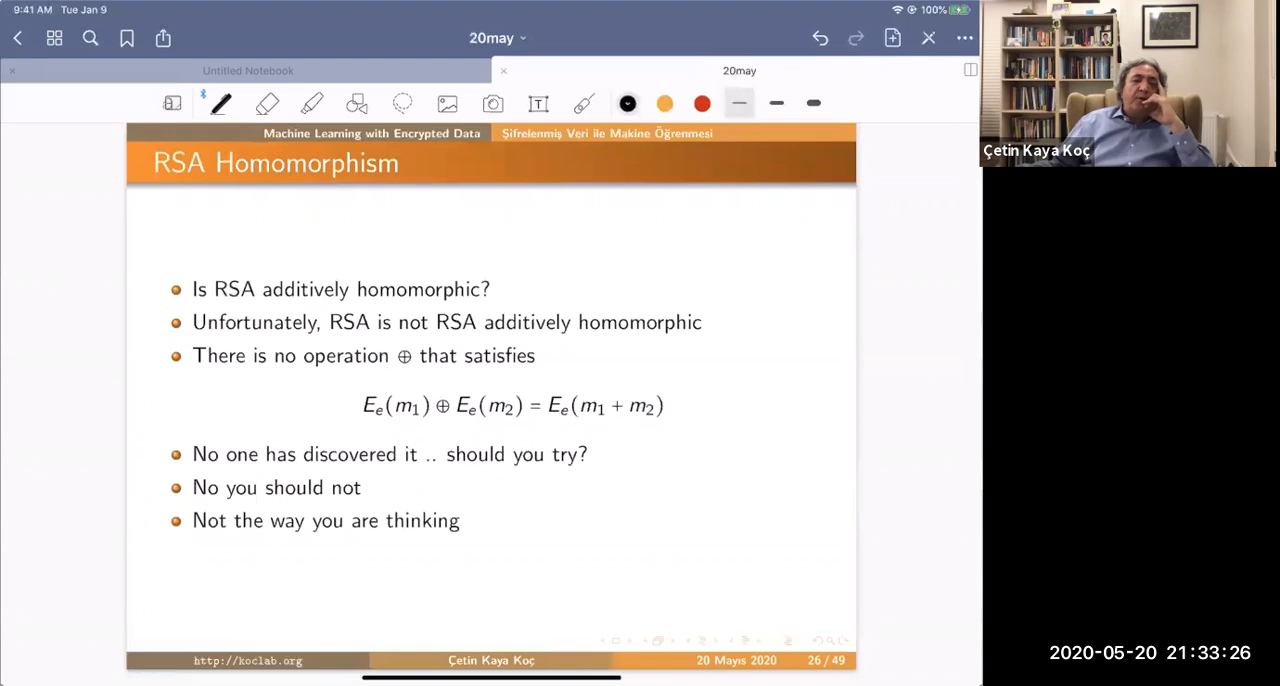 9:41 AM Tue Jan 9
100%
20may
Untitled Notebook
20may
T
Machine Learning with Encrypted Data
Şifrelenmiş Veri ile Makine Öğrenmesi
RSA Homomorphism
Is RSA additively homomorphic?
Unfortunately, RSA is not RSA additively homomorphic
There is no operation ⊕ that satisfies
Eₑ(m₁) ⊕ Eₑ(m₂) = Eₑ(m₁ + m₂)
No one has discovered it .. should you try?
No you should not
Not the way you are thinking
http://koclab.org
Çetin Kaya Koç
20 Mayıs 2020
26 / 49
Çetin Kaya Koç
2020-05-20 21:33:26